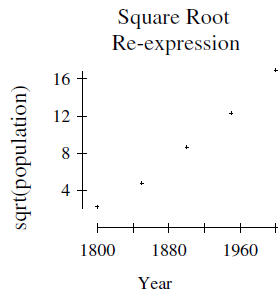 Square Root
Re-expression
sqrt(population)
16
12
8
4
1800 1880 1960
Year